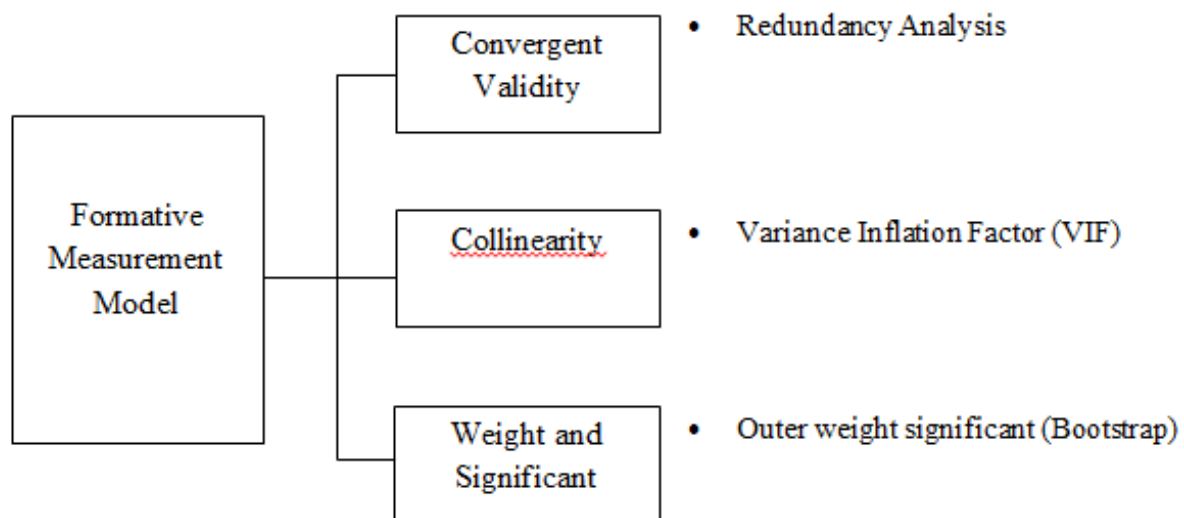 Formative
Measurement
Model
Convergent
Validity
• Redundancy Analysis
Collinearity
• Variance Inflation Factor (VIF)
Weight and
Significant
• Outer weight significant (Bootstrap)